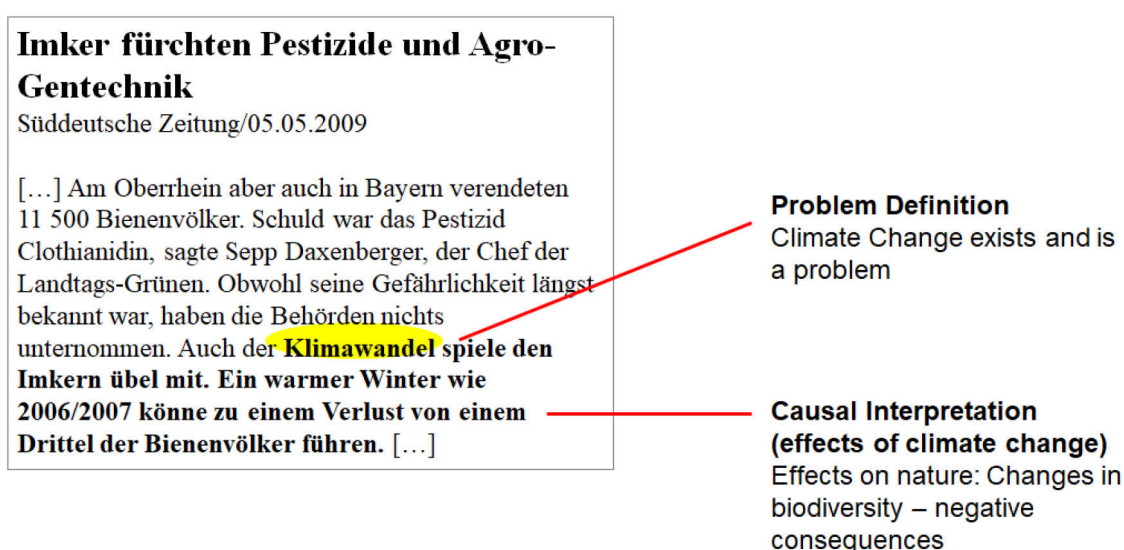 Imker fürchten Pestizide und Agro-
Gentechnik
Süddeutsche Zeitung/05.05.2009
[…] Am Oberrhein aber auch in Bayern verendeten
11 500 Bienenvölker. Schuld war das Pestizid
Clothianidin, sagte Sepp Daxenberger, der Chef der
Landtags-Grünen. Obwohl seine Gefährlichkeit längst
bekannt war, haben die Behörden nichts
unternommen. Auch der Klimawandel spiele den
Imkern übel mit. Ein warmer Winter wie
2006/2007 könne zu einem Verlust von einem
Drittel der Bienenvölker führen. […]
Problem Definition
Climate Change exists and is
a problem
Causal Interpretation
(effects of climate change)
Effects on nature: Changes in
biodiversity – negative
consequences